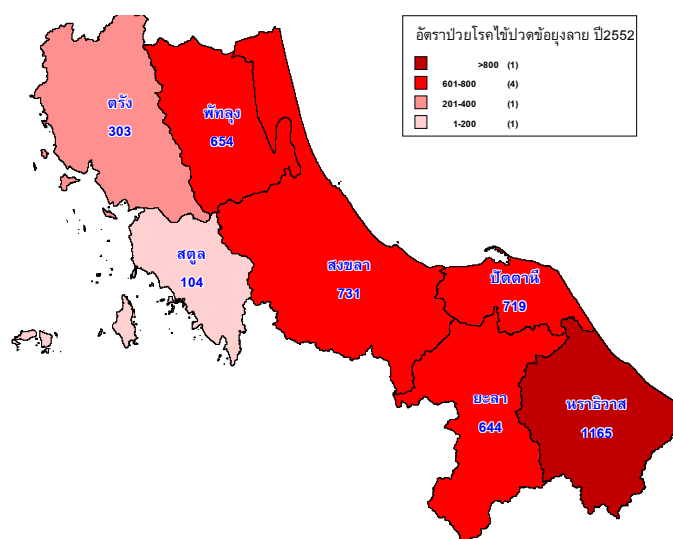 อัตราป่วยโรคไข้ปวดข้อยุงลาย ปี2552
>800 (1)
601-800 (4)
201-400 (1)
1-200 (1)
ตรัง
303
พัทลุง
654
สตูล
104
สงขลา
731
ปัตตานี
719
ยะลา
644
นราธิวาส
1165